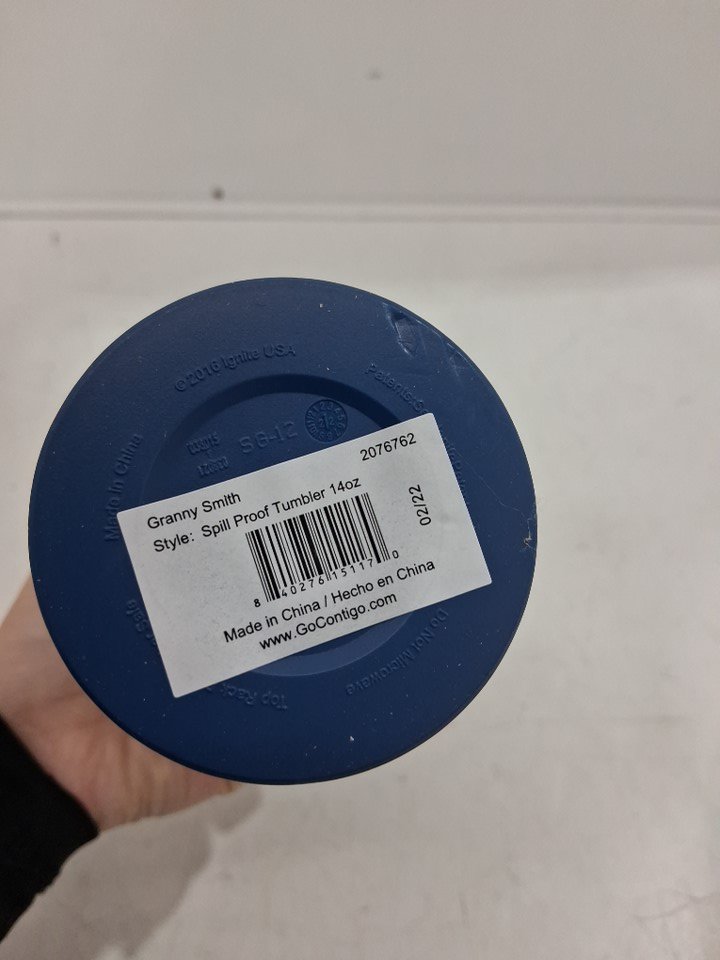 ©2016 Ignite USA
Made in China
SG-12
2076762
Granny Smith
Style: Spill Proof Tumbler 14oz
02/22
8 40276 15117 0
Made in China / Hecho en China
www.GoContigo.com
Do Not Microwave
Top Rack
Safe